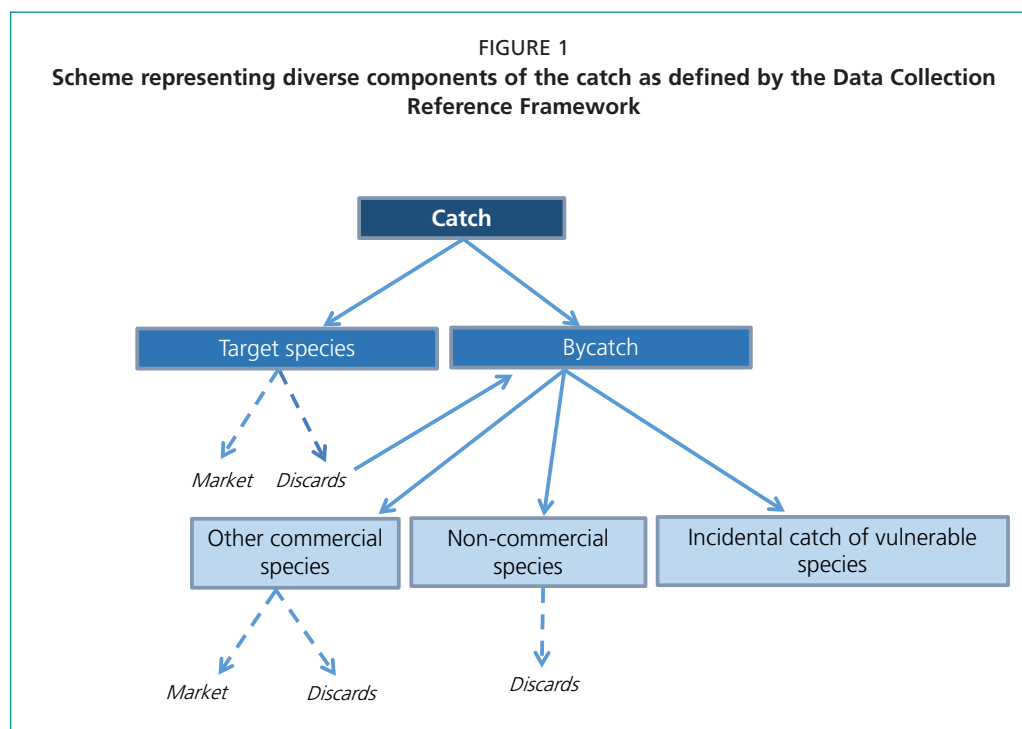 FIGURE 1
Scheme representing diverse components of the catch as defined by the Data Collection
Reference Framework
Catch
Target species
Bycatch
Market
Discards
Other commercial
species
Non-commercial
species
Incidental catch of vulnerable
species
Market
Discards
Discards